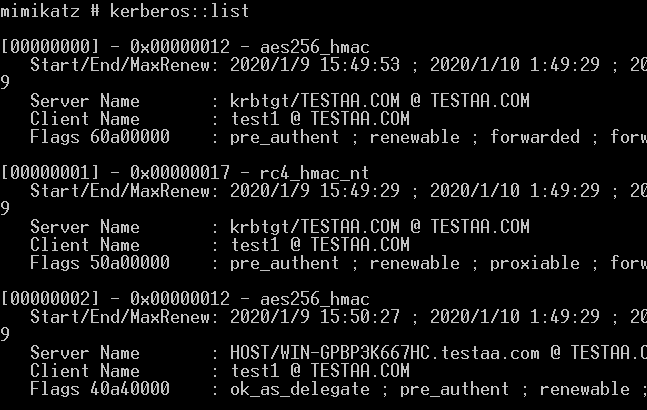 mimikatz # kerberos::list
[00000000] - 0x00000012 - aes256_hmac
Start/End/MaxRenew: 2020/1/9 15:49:53 ; 2020/1/10 1:49:29 ; 20
9
Server Name : krbtgt/TESTAA.COM @ TESTAA.COM
Client Name : test1 @ TESTAA.COM
Flags 60a00000 : pre_authent ; renewable ; forwarded ; forw
[00000001] - 0x00000017 - rc4_hmac_nt
Start/End/MaxRenew: 2020/1/9 15:49:29 ; 2020/1/10 1:49:29 ; 20
9
Server Name : krbtgt/TESTAA.COM @ TESTAA.COM
Client Name : test1 @ TESTAA.COM
Flags 50a00000 : pre_authent ; renewable ; proxiable ; forw
[00000002] - 0x00000012 - aes256_hmac
Start/End/MaxRenew: 2020/1/9 15:50:27 ; 2020/1/10 1:49:29 ; 20
9
Server Name : HOST/WIN-GPBP3K667HC.testaa.com @ TESTAA.C
Client Name : test1 @ TESTAA.COM
Flags 40a40000 : ok_as_delegate ; pre_authent ; renewable ;